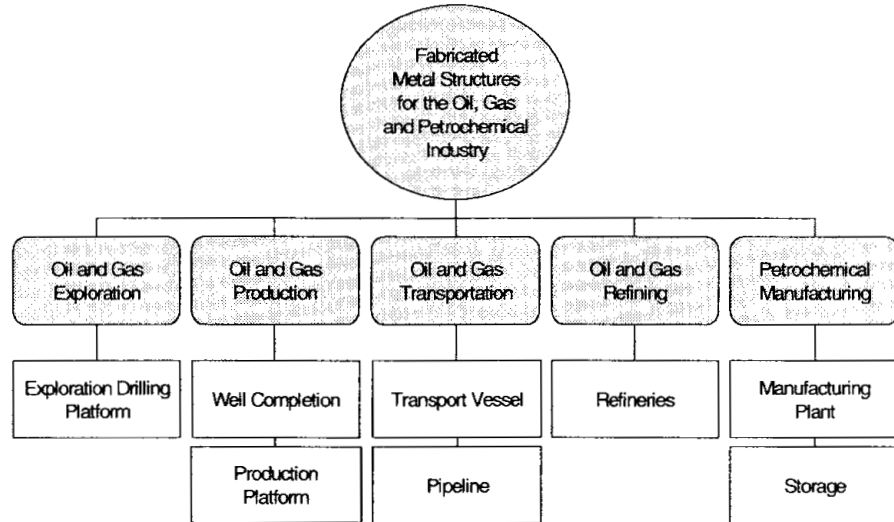 Fabricated
Metal Structures
for the Oil, Gas
and Petrochemical
Industry
Oil and Gas
Exploration
Oil and Gas
Production
Oil and Gas
Transportation
Oil and Gas
Refining
Petrochemical
Manufacturing
Exploration Drilling
Platform
Well Completion
Transport Vessel
Refineries
Manufacturing
Plant
Production
Platform
Pipeline
Storage